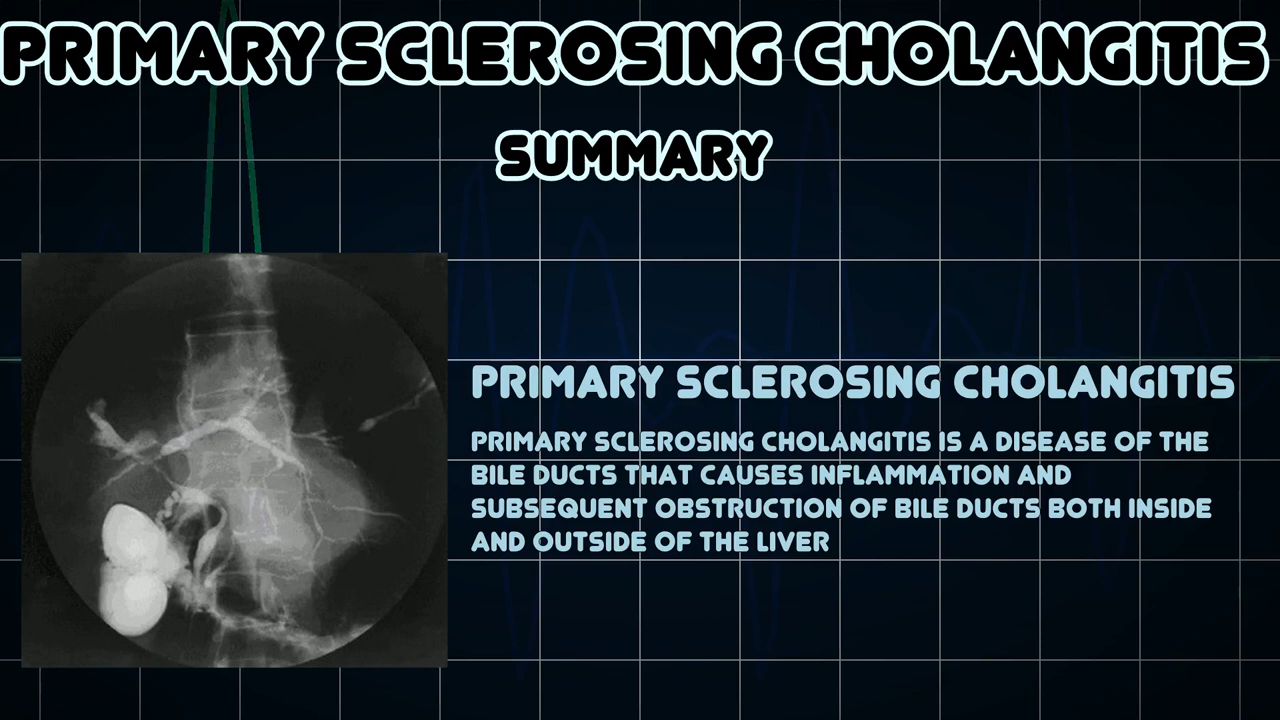 PRIMARY SCLEROSING CHOLANGITIS
SUMMARY
PRIMARY SCLEROSING CHOLANGITIS
PRIMARY SCLEROSING CHOLANGITIS IS A DISEASE OF THE
BILE DUCTS THAT CAUSES INFLAMMATION AND
SUBSEQUENT OBSTRUCTION OF BILE DUCTS BOTH INSIDE
AND OUTSIDE OF THE LIVER